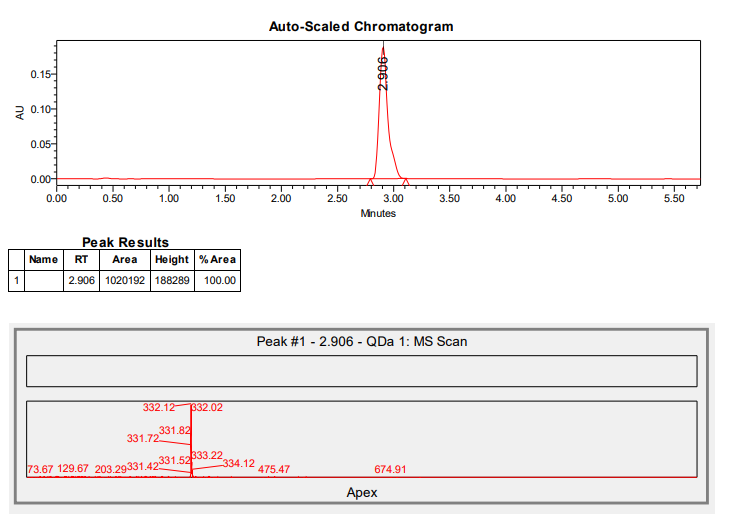 Auto-Scaled Chromatogram
AU
0.15
0.10
0.05
0.00
2.906
0.00 0.50 1.00 1.50 2.00 2.50 3.00 3.50 4.00 4.50 5.00 5.50
Minutes
Peak Results
Name RT Area Height % Area
1 2.906 1020192 188289 100.00
Peak #1 - 2.906 - QDa 1: MS Scan
332.12 332.02
331.82
331.72
333.22
331.52
334.12
331.42
73.67 129.67 203.29 475.47 674.91
Apex